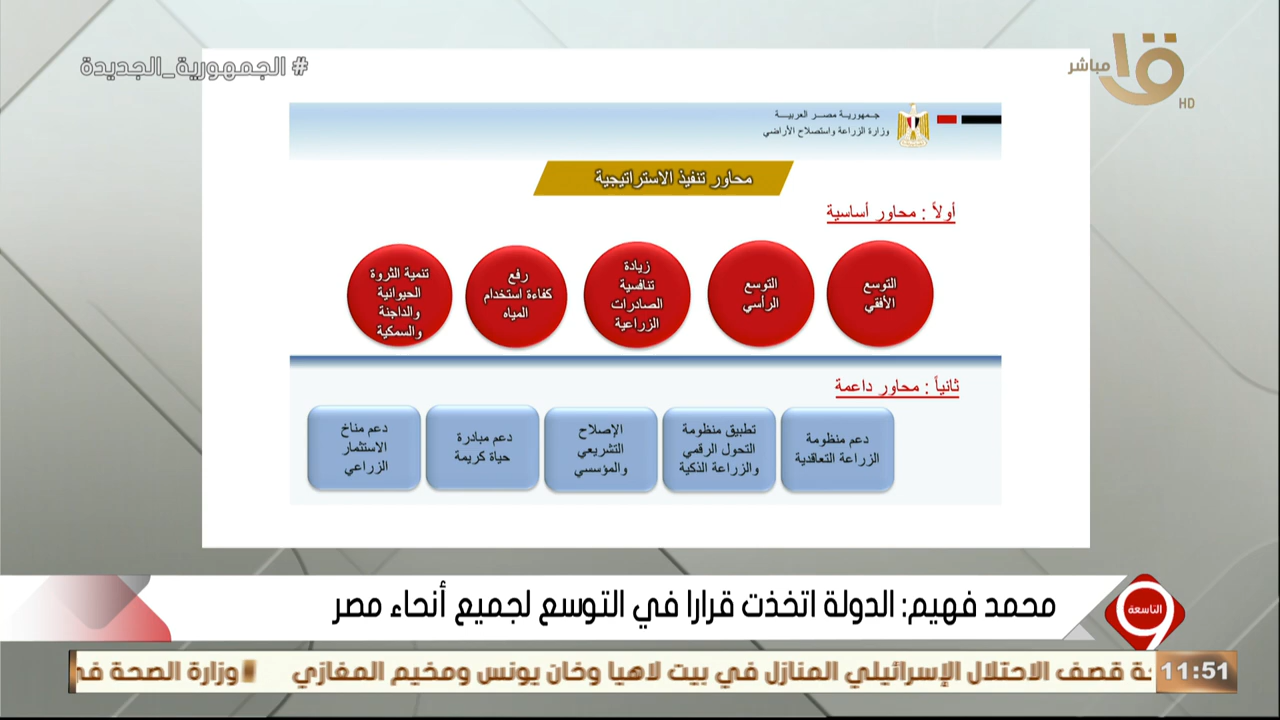 # الجمهورية_الجديدة
مباشر
HD
جمهورية مصر العربية
وزارة الزراعة واستصلاح الأراضي
محاور تنفيذ الاستراتيجية
أولاً : محاور أساسية
التوسع
الأفقي
التوسع
الرأسي
زيادة
تنافسية
الصادرات
الزراعية
رفع
كفاءة استخدام
المياه
تنمية الثروة
الحيوانية
والداجنة
والسمكية
ثانياً : محاور داعمة
دعم منظومة
الزراعة التعاقدية
تطبيق منظومة
التحول الرقمي
والزراعة الذكية
الإصلاح
التشريعي
والمؤسسي
دعم مبادرة
حياة كريمة
دعم مناخ
الاستثمار
الزراعي
التاسعة
9
محمد فهيم: الدولة اتخذت قرارا في التوسع لجميع أنحاء مصر
11:51
قصف الاحتلال الإسرائيلي المنازل في بيت لاهيا وخان يونس ومخيم المغازي وزارة الصحة